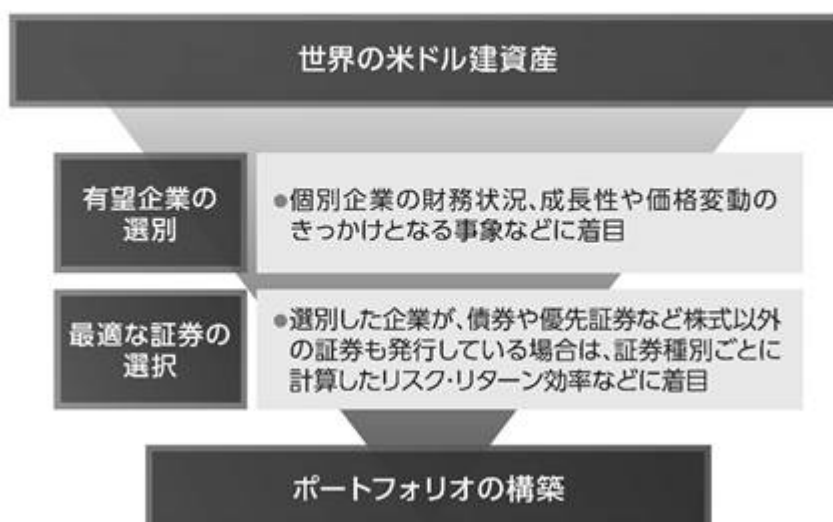 世界の米ドル建資産
有望企業の
選別
●個別企業の財務状況、成長性や価格変動の
きっかけとなる事象などに着目
最適な証券の
選択
●選別した企業が、債券や優先証券など株式以外
の証券も発行している場合は、証券種別ごとに
計算したリスク・リターン効率などに着目
ポートフォリオの構築